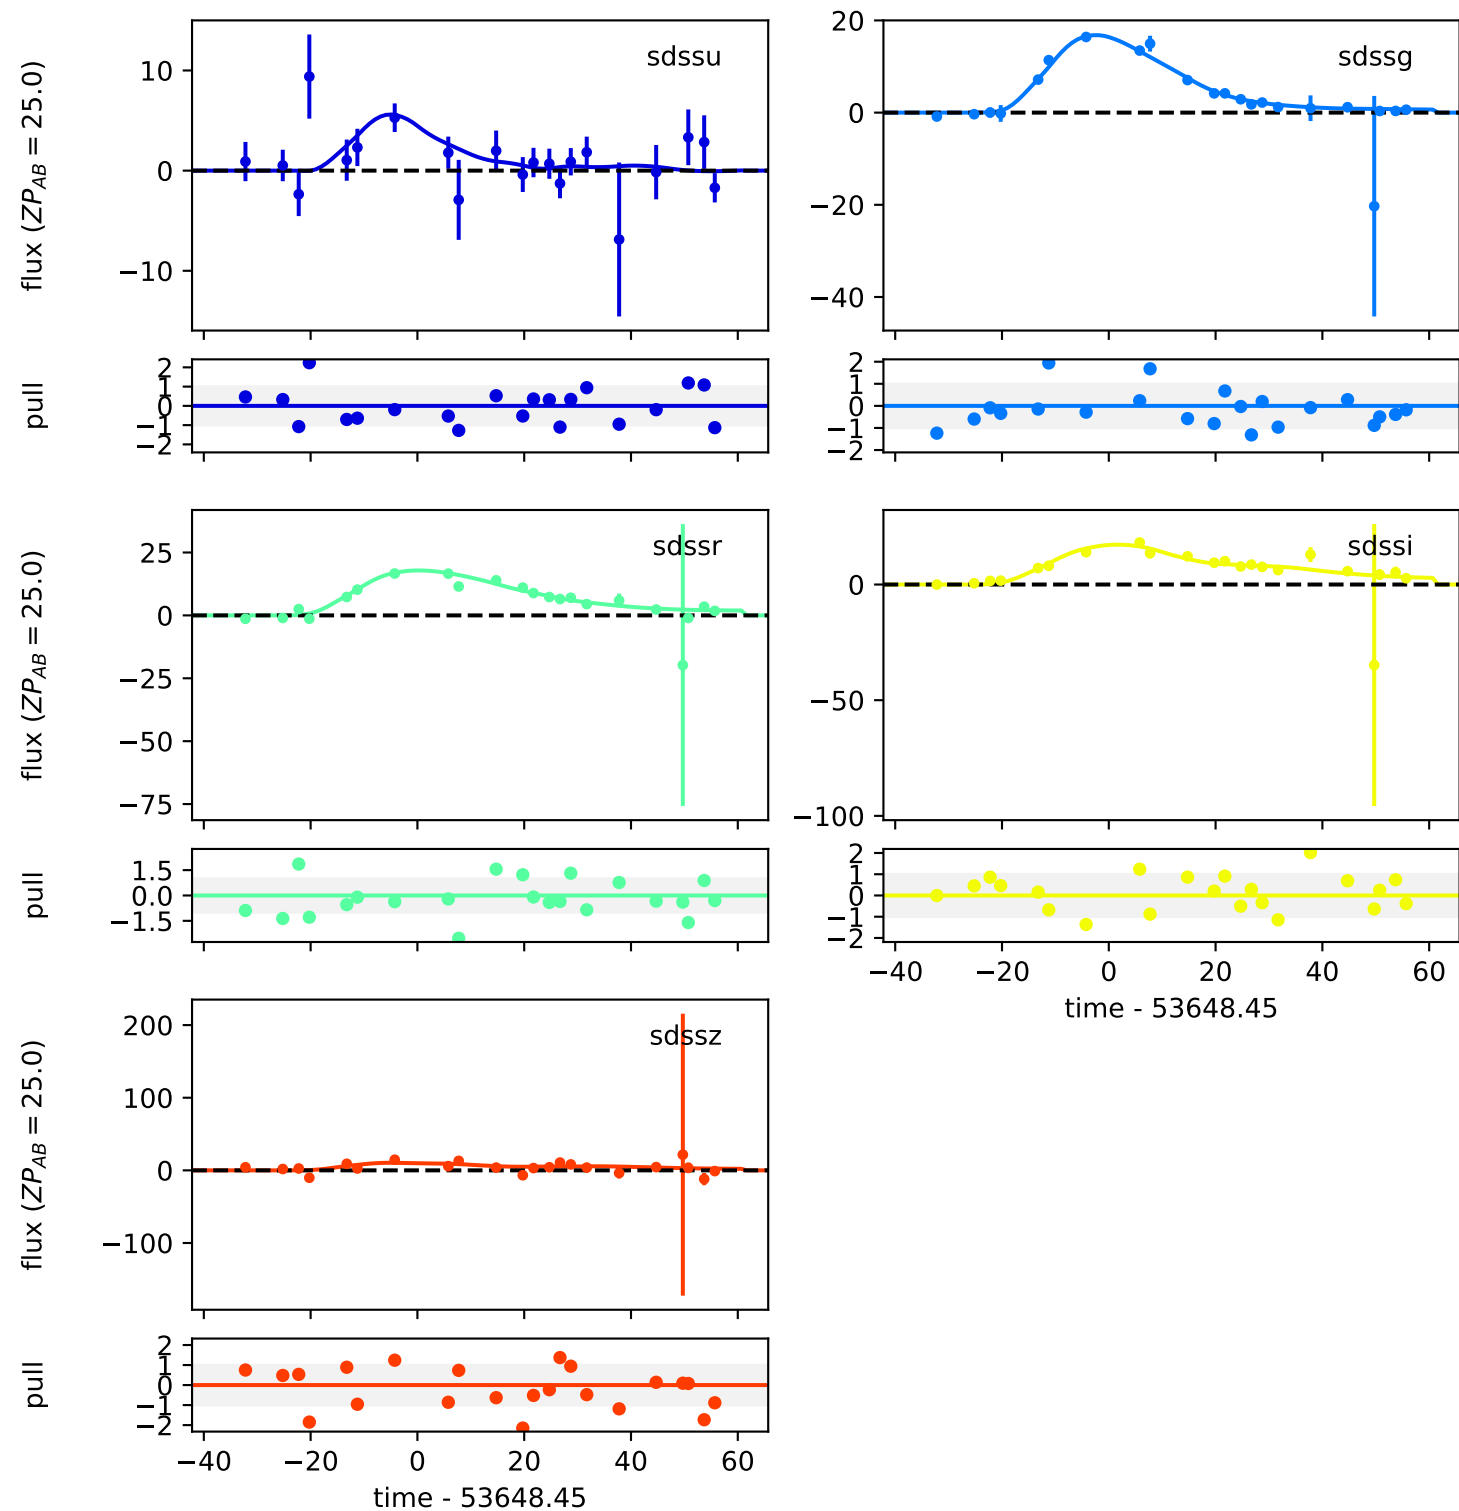 sdssu
flux (ZP_AB = 25.0)
10
0
−10
pull
2
1
0
−1
−2
sdssg
20
0
−20
−40
2
1
0
−1
−2
sdssr
flux (ZP_AB = 25.0)
25
0
−25
−50
−75
pull
1.5
0.0
−1.5
sdssi
0
−50
−100
2
1
0
−1
−2
−40 −20 0 20 40 60
time - 53648.45
sdssz
flux (ZP_AB = 25.0)
200
100
0
−100
pull
2
1
0
−1
−2
−40 −20 0 20 40 60
time - 53648.45